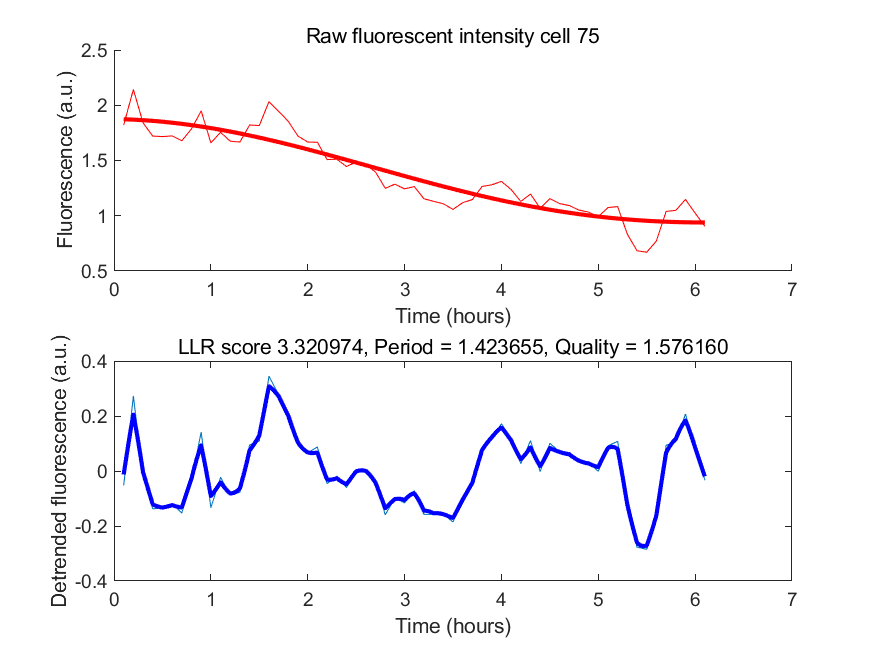 Raw fluorescent intensity cell 75
2.5
2
1.5
1
0.5
Fluorescence (a.u.)
0 1 2 3 4 5 6 7
Time (hours)
LLR score 3.320974, Period = 1.423655, Quality = 1.576160
0.4
0.2
0
-0.2
-0.4
Detrended fluorescence (a.u.)
0 1 2 3 4 5 6 7
Time (hours)